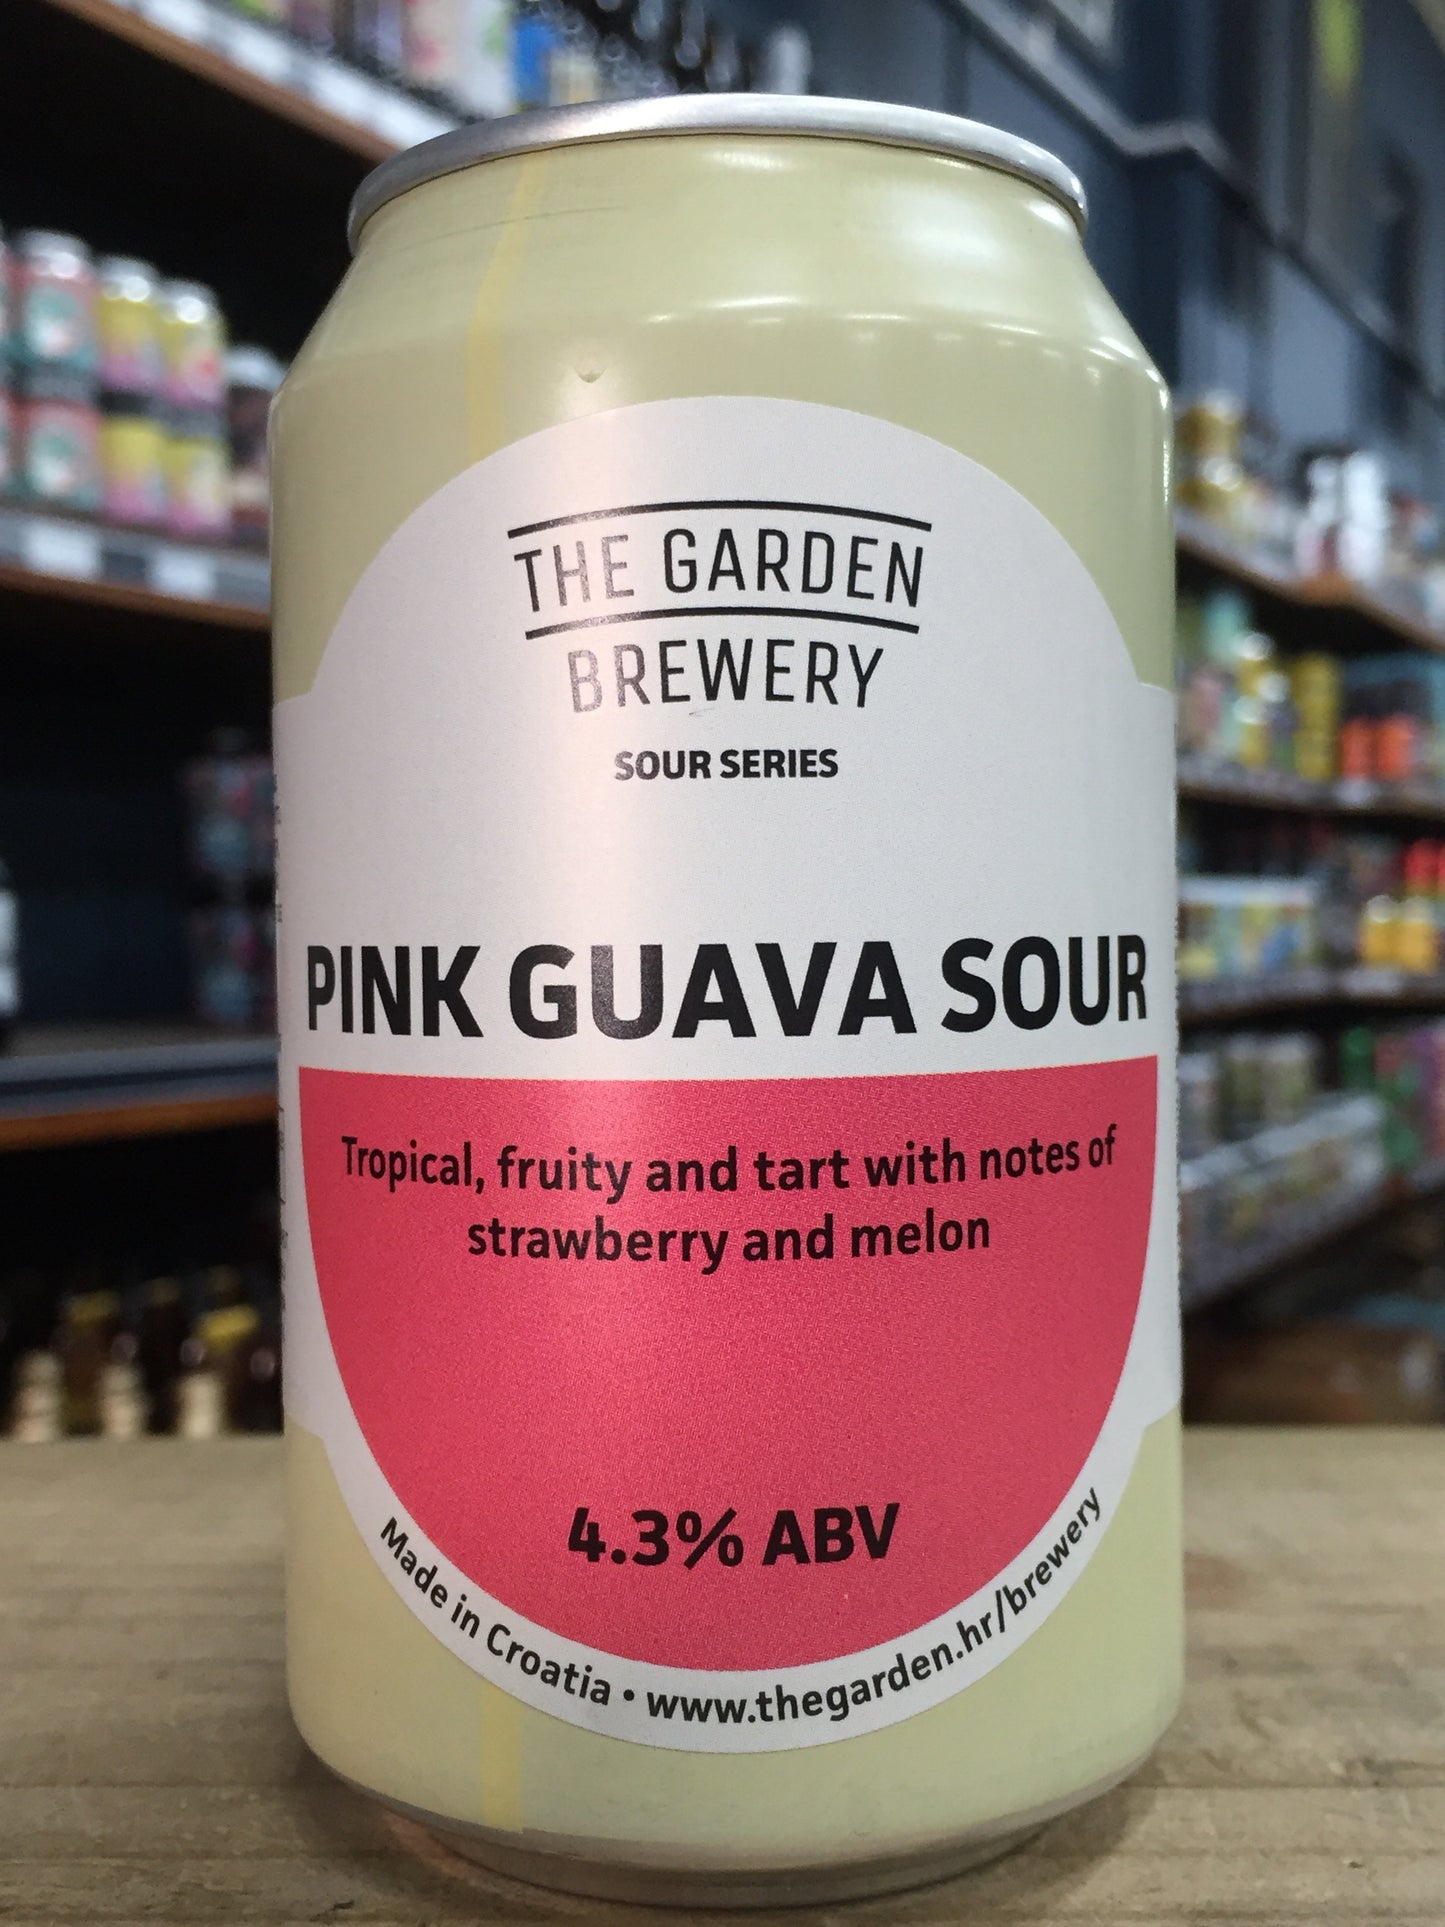 THE GARDEN
BREWERY
SOUR SERIES
PINK GUAVA SOUR
Tropical, fruity and tart with notes of
strawberry and melon
4.3% ABV
Made in Croatia • www.thegarden.hr/brewery